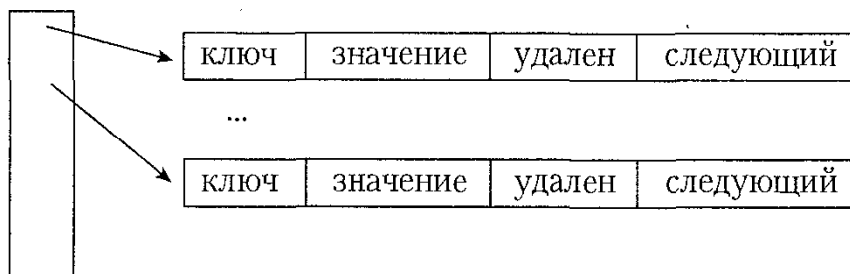 ключ значение удален следующий
...
ключ значение удален следующий